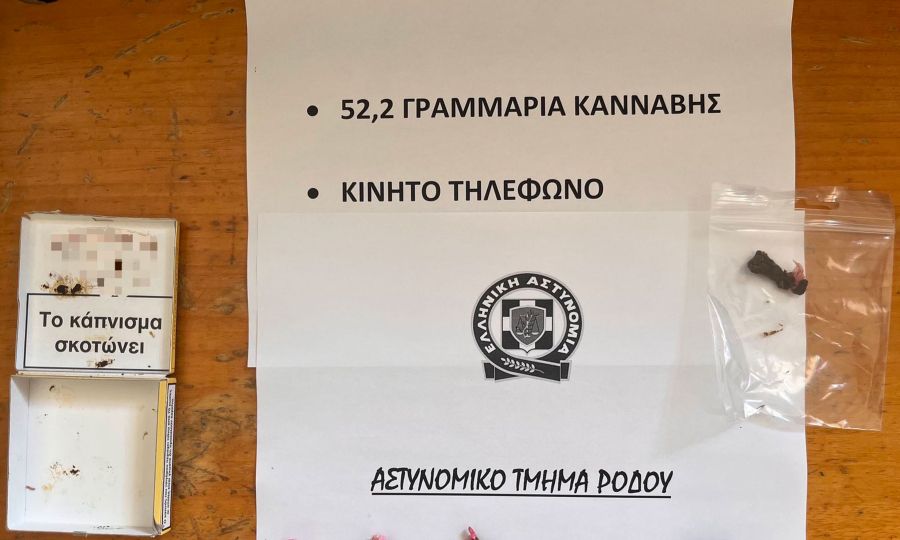 • 52,2 ΓΡΑΜΜΑΡΙΑ ΚΑΝΝΑΒΗΣ
• ΚΙΝΗΤΟ ΤΗΛΕΦΩΝΟ
Το κάπνισμα
σκοτώνει
ΕΛΛΗΝΙΚΗ ΑΣΤΥΝΟΜΙΑ
ΑΣΤΥΝΟΜΙΚΟ ΤΜΗΜΑ ΡΟΔΟΥ